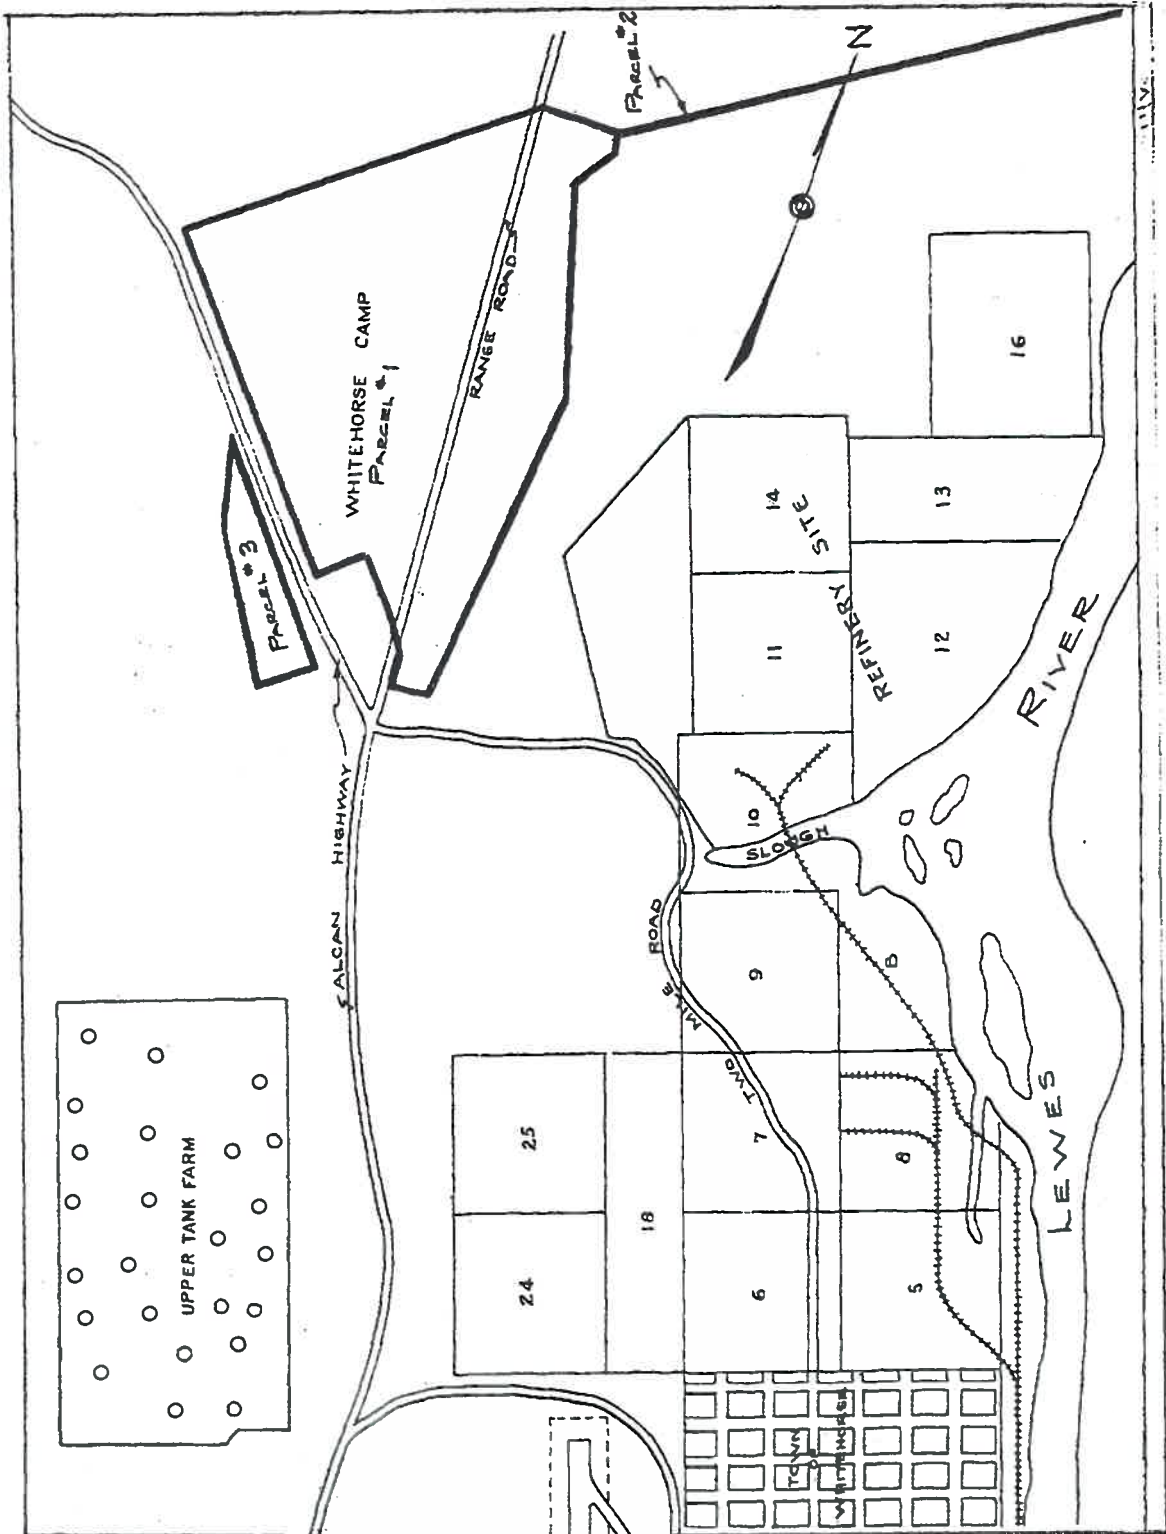 PARCEL #2
N
WHITEHORSE CAMP
PARCEL #1
RANGE ROAD
PARCEL #3
16
14
13
REFINERY SITE
11
12
LEWES RIVER
ALCAN HIGHWAY
10
SLOUGH
TWO MILE ROAD
9
B
UPPER TANK FARM
25
7
8
18
24
6
5
TOWN
OF
WHITEHORSE